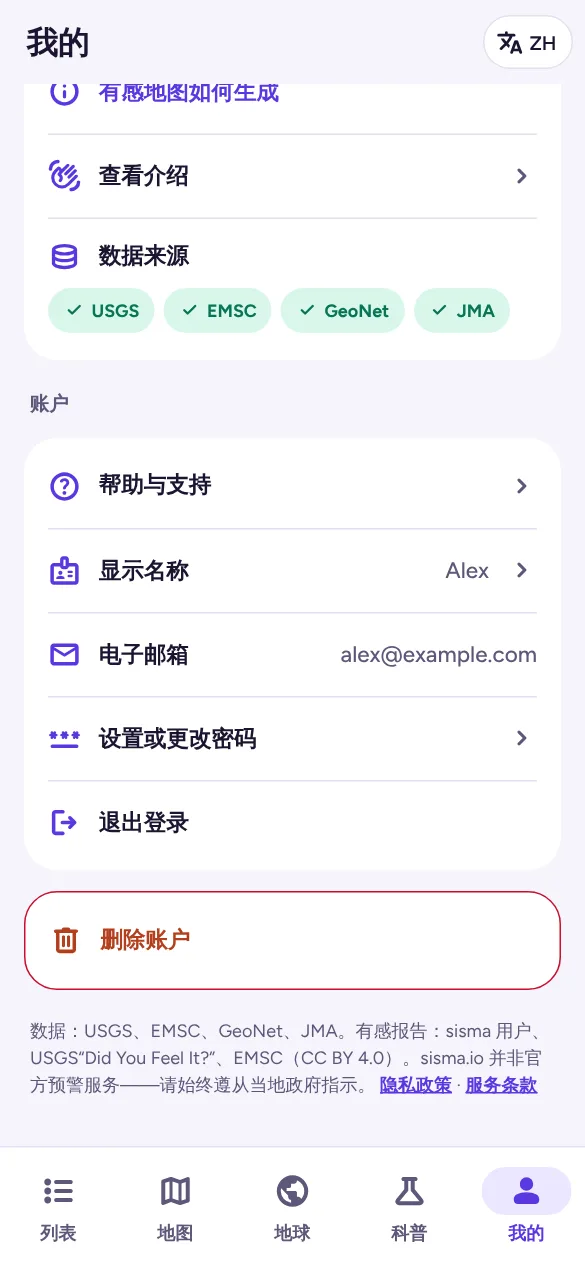 我的
ZH
有感地图如何生成
查看介绍
数据来源
USGS
EMSC
GeoNet
JMA
账户
帮助与支持
显示名称 Alex
电子邮箱 alex@example.com
设置或更改密码
退出登录
删除账户
数据：USGS、EMSC、GeoNet、JMA。有感报告：sisma 用户、
USGS“Did You Feel It?”、EMSC（CC BY 4.0）。sisma.io 并非官
方预警服务——请始终遵从当地政府指示。 隐私政策 · 服务条款
列表
地图
地球
科普
我的